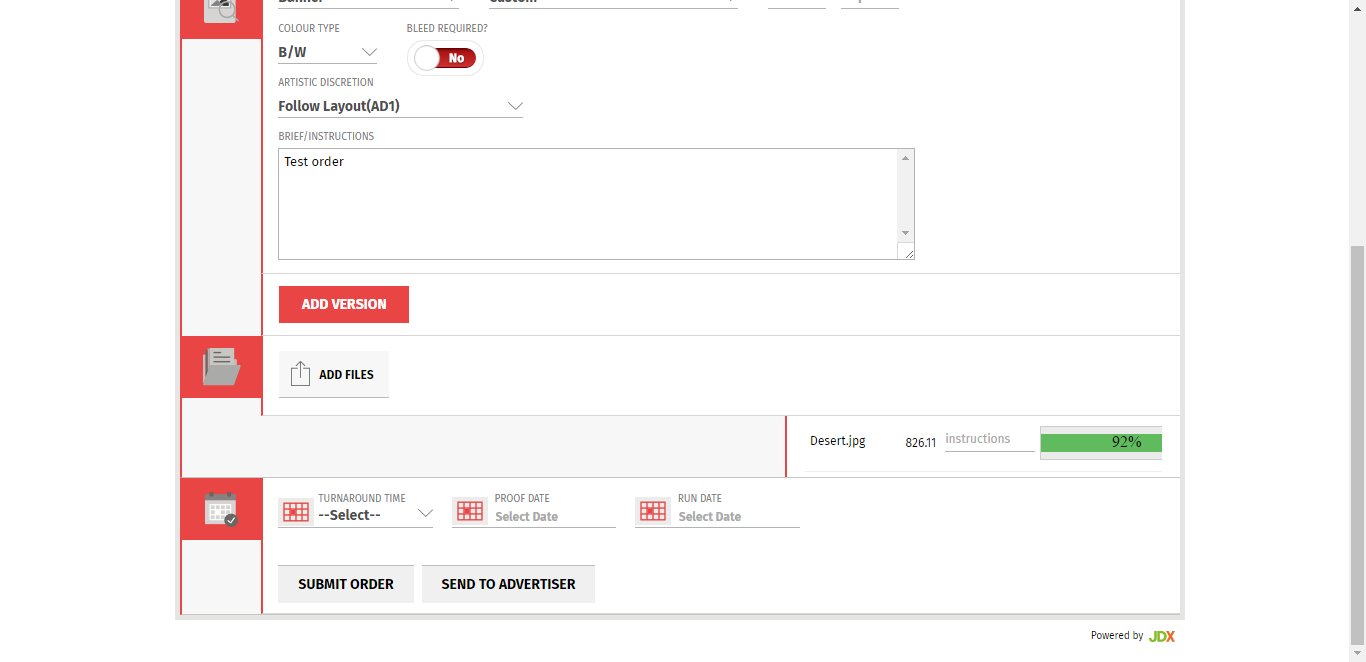 COLOUR TYPE
BLEED REQUIRED?
B/W
No
ARTISTIC DISCRETION
Follow Layout(AD1)
BRIEF/INSTRUCTIONS
Test order
ADD VERSION
ADD FILES
Desert.jpg 826.11 instructions 92%
TURNAROUND TIME
--Select--
PROOF DATE
Select Date
RUN DATE
Select Date
SUBMIT ORDER
SEND TO ADVERTISER
Powered by JDX